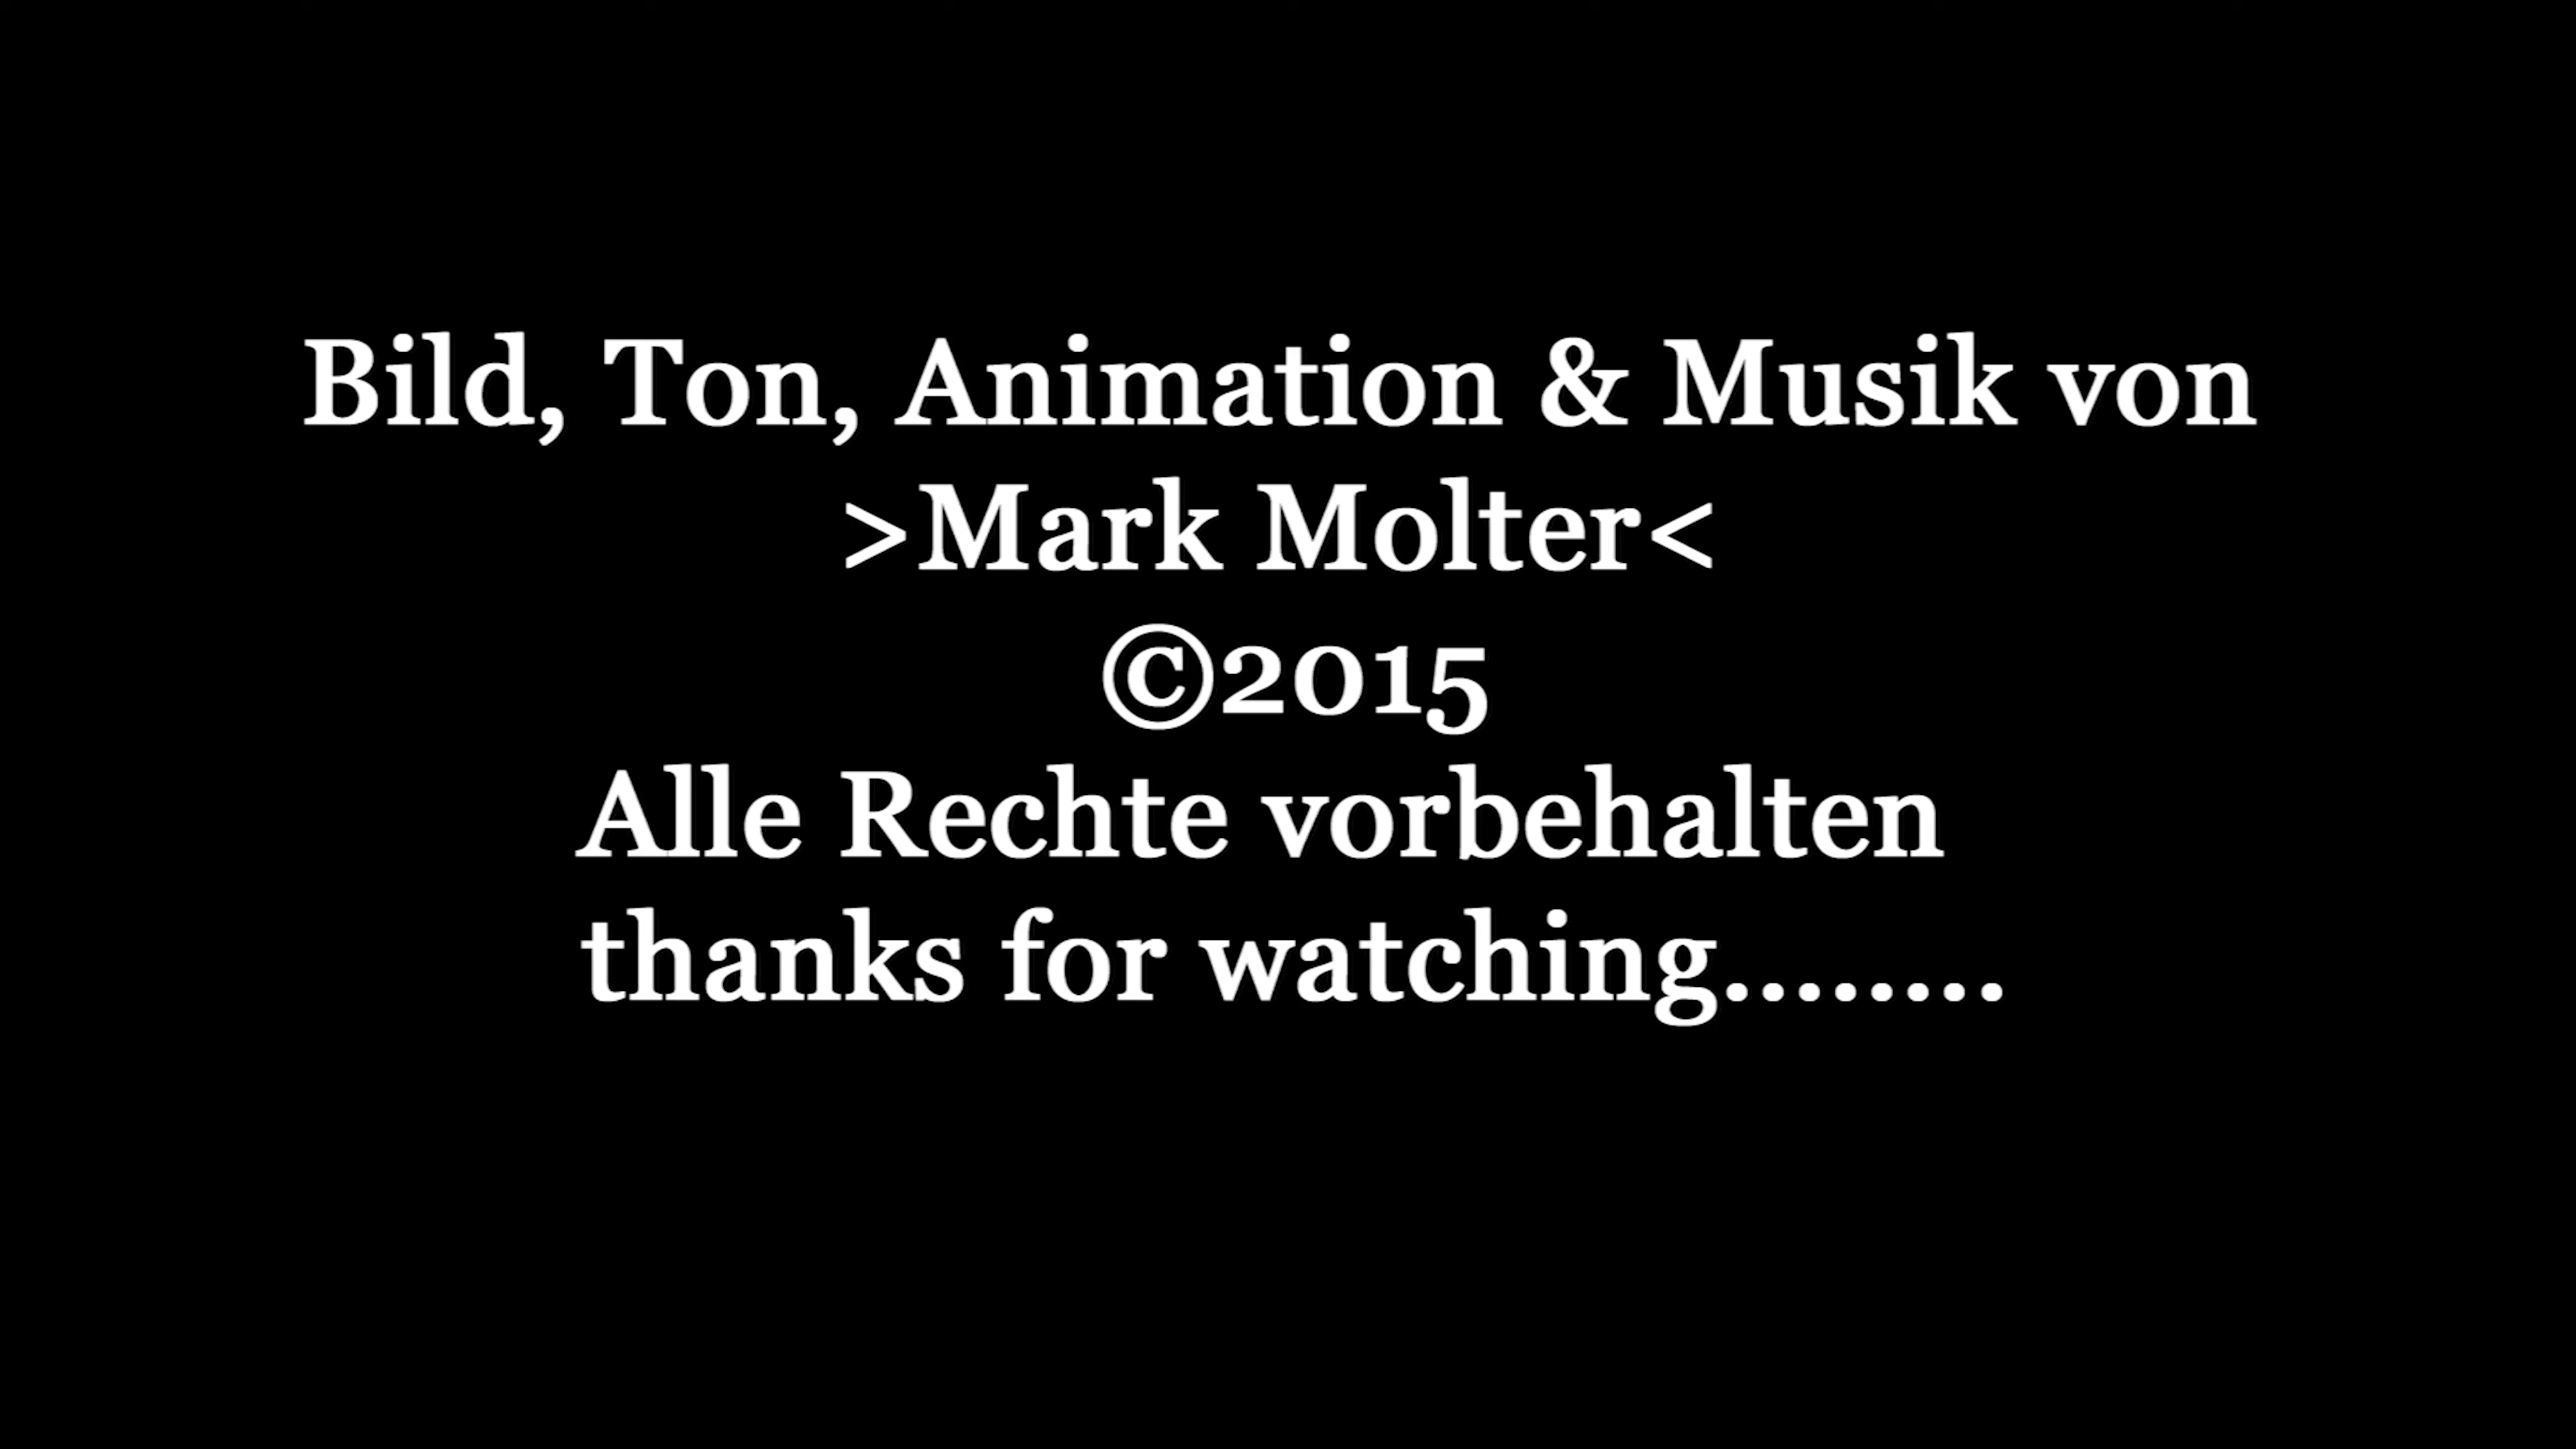 Bild, Ton, Animation & Musik von
>Mark Molter<
©2015
Alle Rechte vorbehalten
thanks for watching........